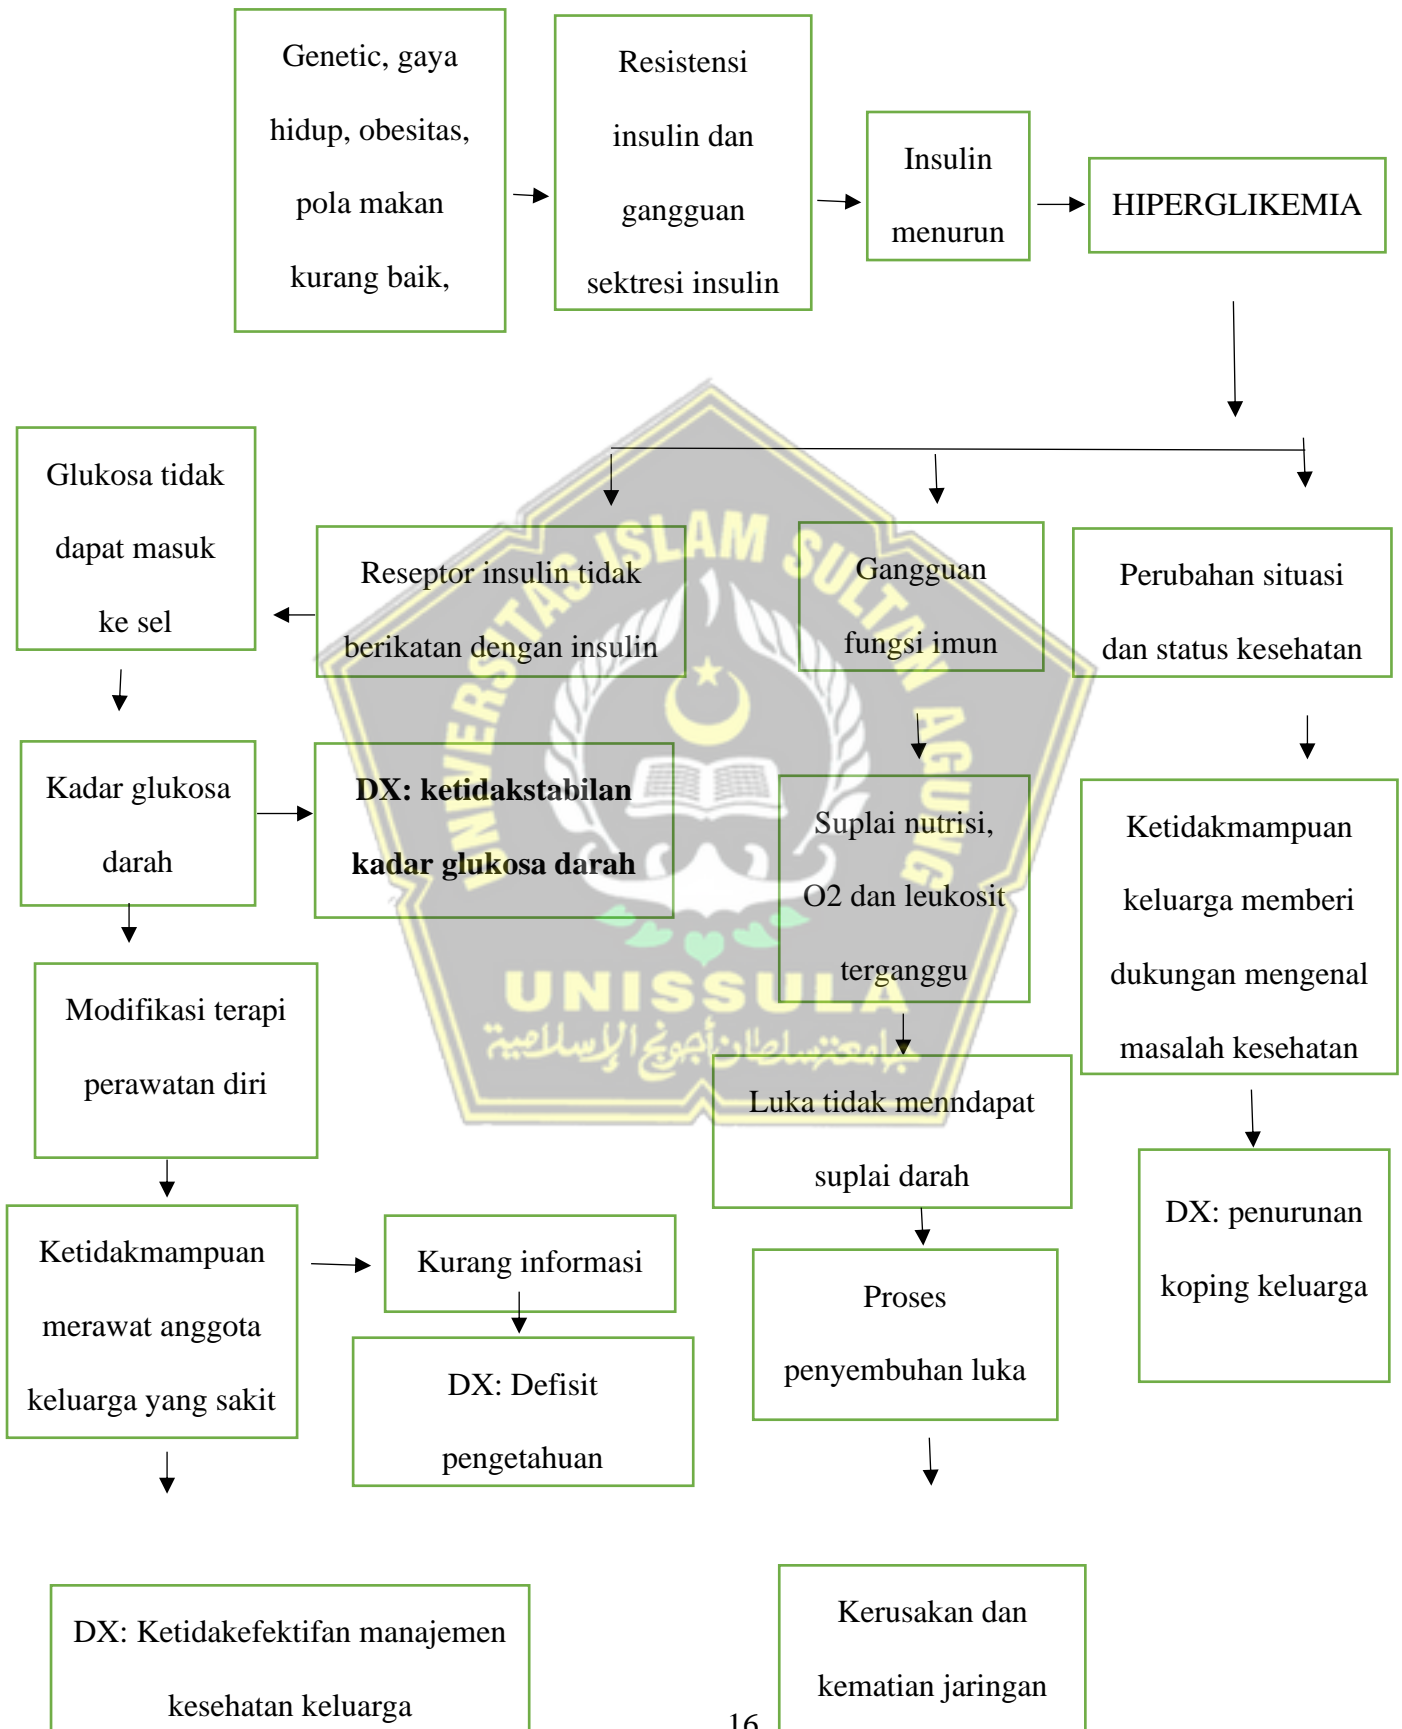 Genetic, gaya
hidup, obesitas,
pola makan
kurang baik,
Resistensi
insulin dan
gangguan
sektresi insulin
Insulin
menurun
HIPERGLIKEMIA
Glukosa tidak
dapat masuk
ke sel
Reseptor insulin tidak
berikatan dengan insulin
Gangguan
fungsi imun
Perubahan situasi
dan status kesehatan
Kadar glukosa
darah
DX: ketidakstabilan
kadar glukosa darah
Suplai nutrisi,
O2 dan leukosit
terganggu
Ketidakmampuan
keluarga memberi
dukungan mengenal
masalah kesehatan
Modifikasi terapi
perawatan diri
Luka tidak menndapat
suplai darah
DX: penurunan
koping keluarga
Ketidakmampuan
merawat anggota
keluarga yang sakit
Kurang informasi
DX: Defisit
pengetahuan
Proses
penyembuhan luka
DX: Ketidakefektifan manajemen
kesehatan keluarga
Kerusakan dan
kematian jaringan
16
UNIVERSITAS ISLAM SULTAN AGUNG
UNISSULA
جامعة سلطان أجونج الإسلامية